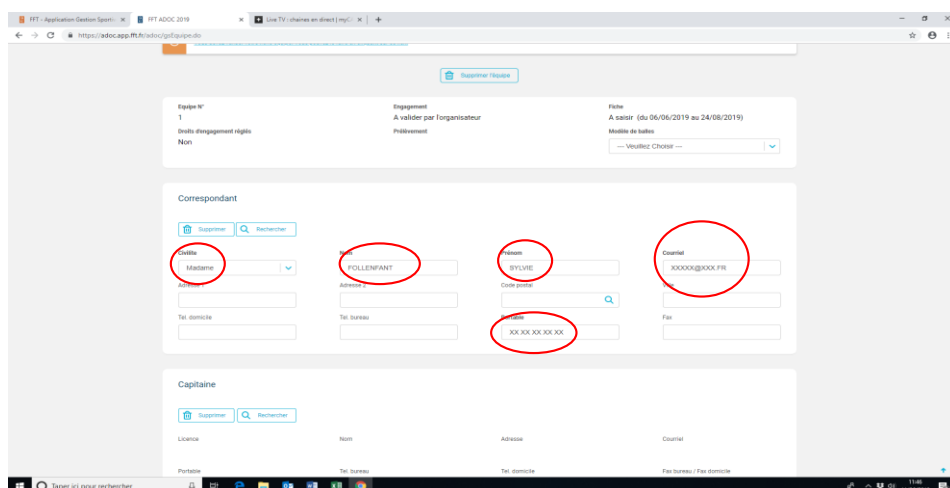 FFT - Application Gestion Sporti
FFT ADOC 2019
Live TV : chaines en direct | myC
https://adoc.app.fft.fr/adoc/gsEquipe.do
Supprimer l'équipe
Equipe N° Engagement Fiche
1 A valider par l'organisateur A saisir (du 06/06/2019 au 24/08/2019)
Droits d'engagement réglés Prélèvement Modèle de balles
Non --- Veuillez Choisir ---
Correspondant
Supprimer Rechercher
Civilite Nom Prénom Courriel
Madame FOLLENFANT SYLVIE XXXXX@XXX.FR
Adresse 1 Adresse 2 Code postal
Tel. domicile Tel. bureau Portable Fax
XX XX XX XX XX
Capitaine
Supprimer Rechercher
Licence Nom Adresse Courriel
Portable Tel. bureau Tel. domicile Fax bureau / Fax domicile
Taper ici pour rechercher
11:46